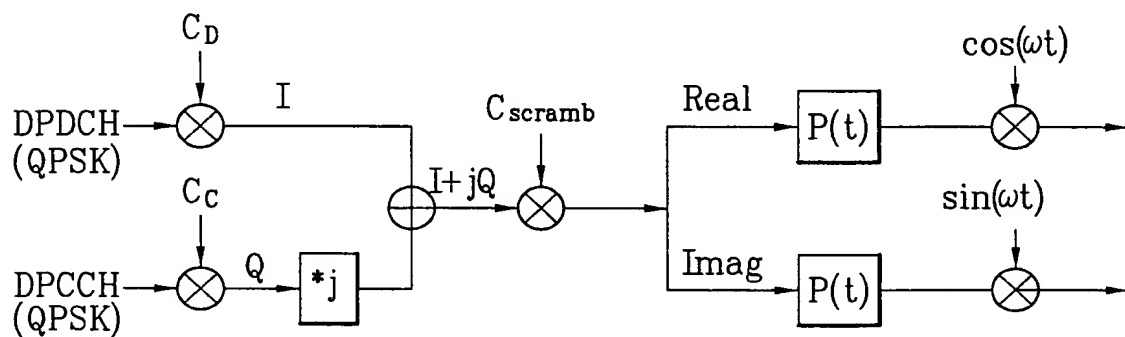 C_D
I
DPDCH
(QPSK)
C_scramb
I+jQ
Real
P(t)
cos(ωt)
C_C
Q
*j
DPCCH
(QPSK)
Imag
P(t)
sin(ωt)